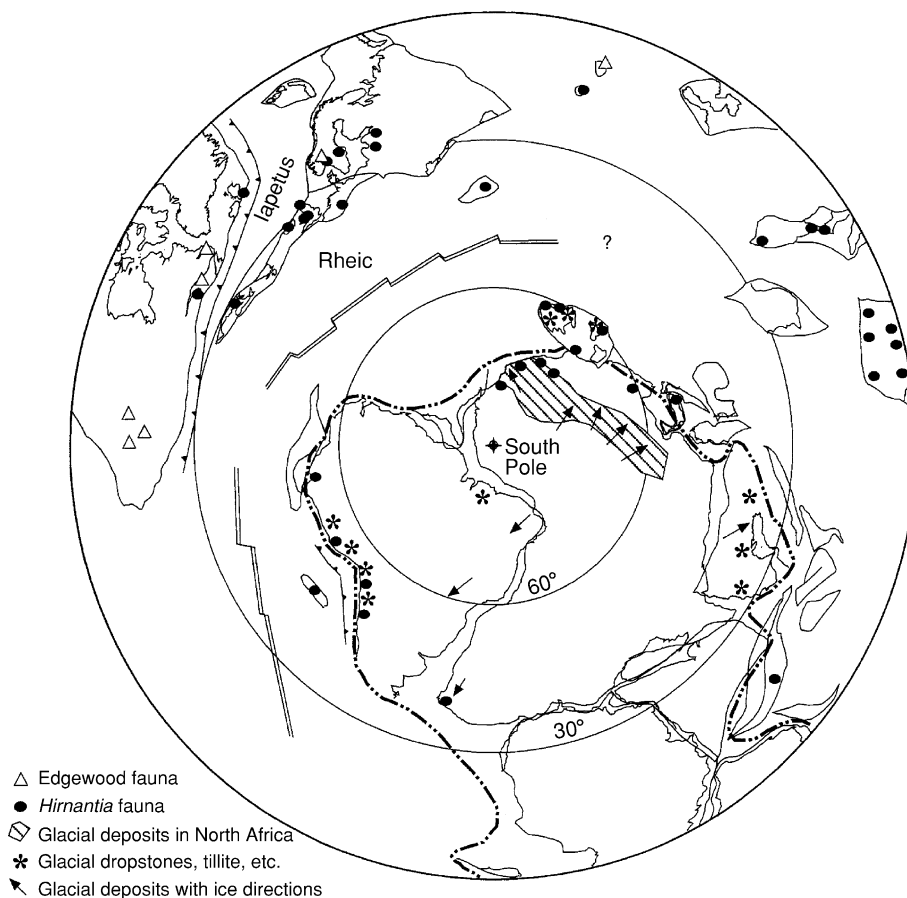 Iapetus
Rheic
?
South
Pole
60°
30°
Edgewood fauna
Hirnantia fauna
Glacial deposits in North Africa
Glacial dropstones, tillite, etc.
Glacial deposits with ice directions